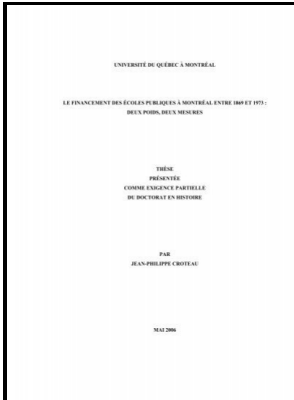 UNIVERSITÉ DU QUÉBEC À MONTRÉAL
LE FINANCEMENT DES ÉCOLES PUBLIQUES À MONTRÉAL ENTRE 1869 ET 1973 :
DEUX POIDS, DEUX MESURES
THÈSE
PRÉSENTÉE
COMME EXIGENCE PARTIELLE
DU DOCTORAT EN HISTOIRE
PAR
JEAN-PHILIPPE CROTEAU
MAI 2006